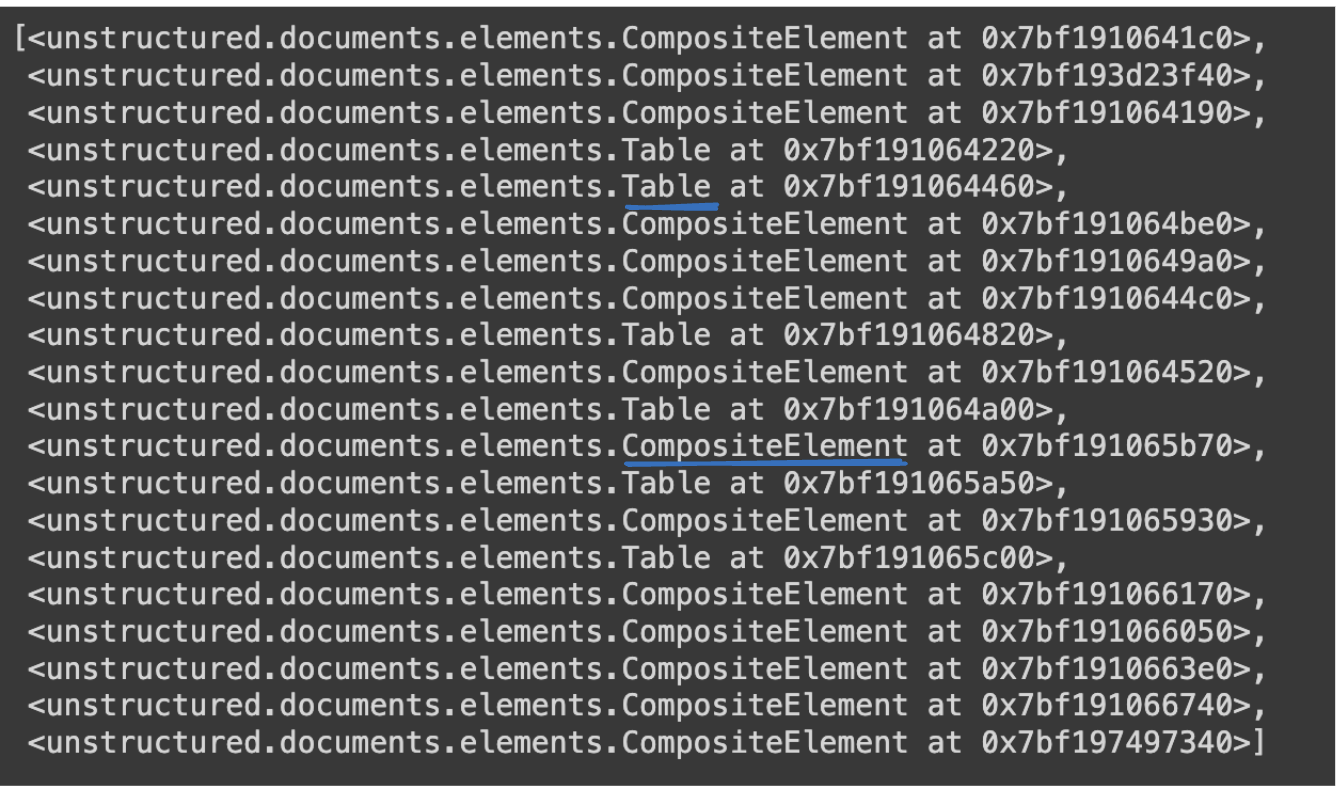 [<unstructured.documents.elements.CompositeElement at 0x7bf1910641c0>,
 <unstructured.documents.elements.CompositeElement at 0x7bf193d23f40>,
 <unstructured.documents.elements.CompositeElement at 0x7bf191064190>,
 <unstructured.documents.elements.Table at 0x7bf191064220>,
 <unstructured.documents.elements.Table at 0x7bf191064460>,
 <unstructured.documents.elements.CompositeElement at 0x7bf191064be0>,
 <unstructured.documents.elements.CompositeElement at 0x7bf1910649a0>,
 <unstructured.documents.elements.CompositeElement at 0x7bf1910644c0>,
 <unstructured.documents.elements.Table at 0x7bf191064820>,
 <unstructured.documents.elements.CompositeElement at 0x7bf191064520>,
 <unstructured.documents.elements.Table at 0x7bf191064a00>,
 <unstructured.documents.elements.CompositeElement at 0x7bf191065b70>,
 <unstructured.documents.elements.Table at 0x7bf191065a50>,
 <unstructured.documents.elements.CompositeElement at 0x7bf191065930>,
 <unstructured.documents.elements.Table at 0x7bf191065c00>,
 <unstructured.documents.elements.CompositeElement at 0x7bf191066170>,
 <unstructured.documents.elements.CompositeElement at 0x7bf191066050>,
 <unstructured.documents.elements.CompositeElement at 0x7bf1910663e0>,
 <unstructured.documents.elements.CompositeElement at 0x7bf191066740>,
 <unstructured.documents.elements.CompositeElement at 0x7bf197497340>]